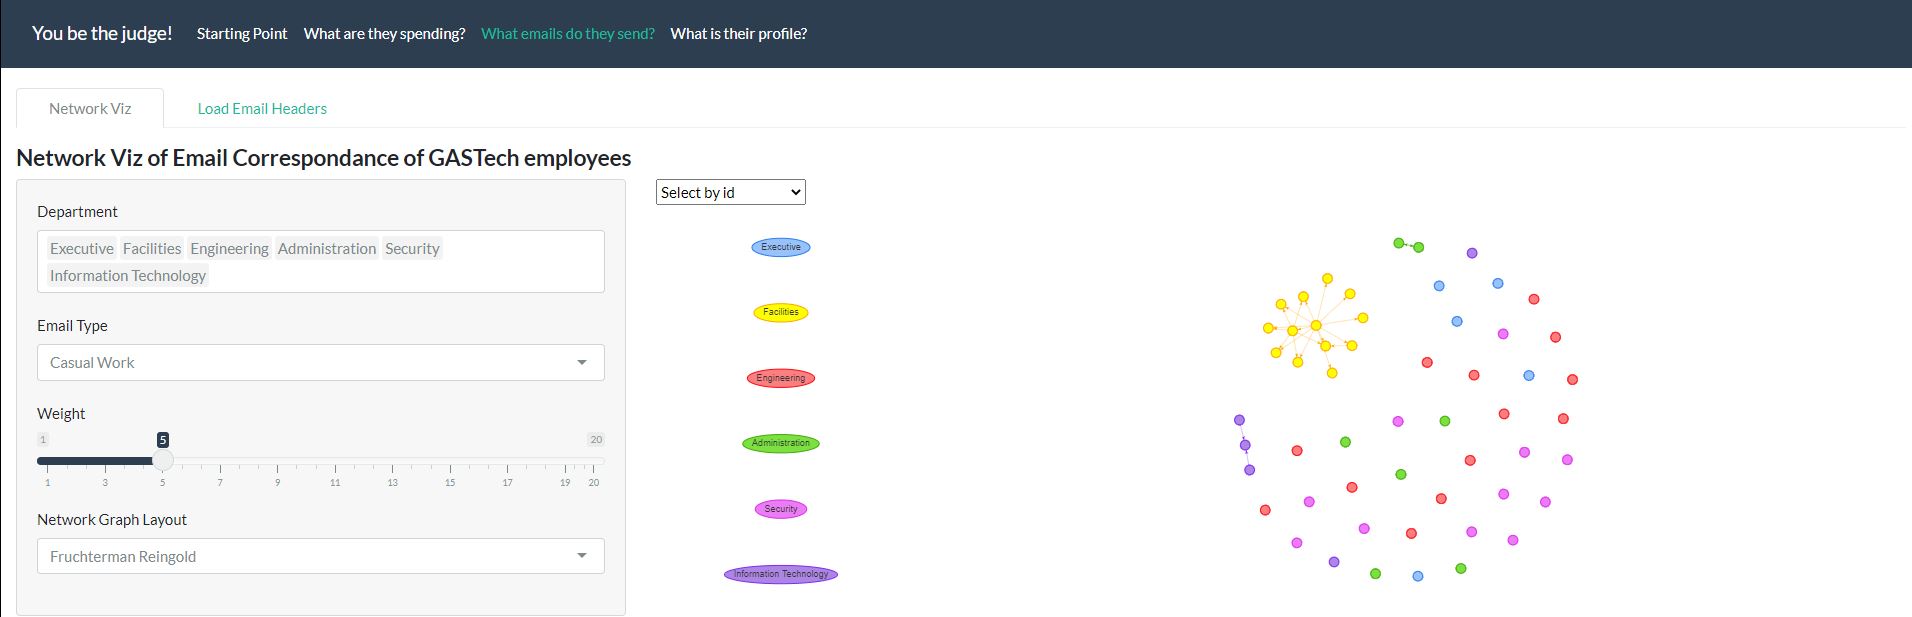 You be the judge! Starting Point What are they spending? What emails do they send? What is their profile?
Network Viz Load Email Headers
Network Viz of Email Correspondance of GASTech employees
Select by id
Department
Executive Facilities Engineering Administration Security
Information Technology
Email Type
Casual Work
Weight
1 5 20
1 3 5 7 9 11 13 15 17 19 20
Network Graph Layout
Fruchterman Reingold
Executive
Facilities
Engineering
Administration
Security
Information Technology